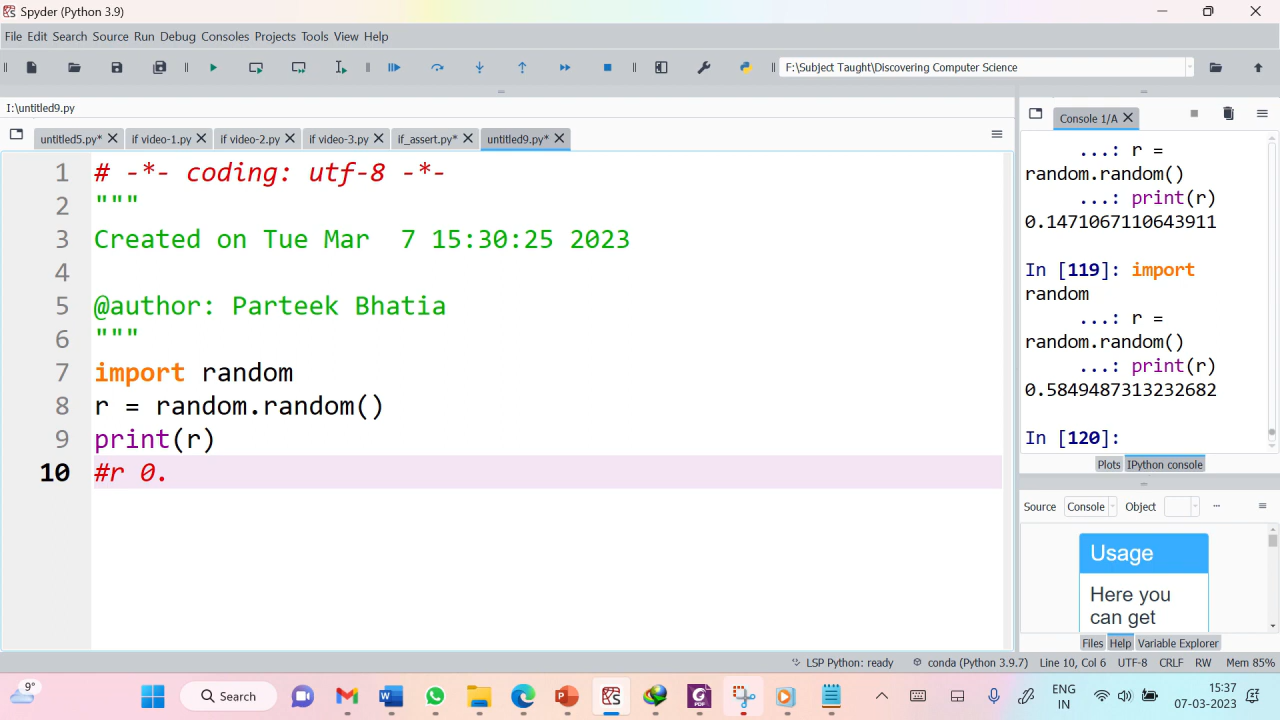 Spyder (Python 3.9)
File Edit Search Source Run Debug Consoles Projects Tools View Help
F:\Subject Taught\Discovering Computer Science
I:\untitled9.py
untitled5.py* if video-1.py if video-2.py if video-3.py if_assert.py* untitled9.py*
1 # -*- coding: utf-8 -*-
2 """
3 Created on Tue Mar  7 15:30:25 2023
4
5 @author: Parteek Bhatia
6 """
7 import random
8 r = random.random()
9 print(r)
10 #r 0.
Console 1/A
...: r =
random.random()
...: print(r)
0.1471067110643911
In [119]: import
random
...: r =
random.random()
...: print(r)
0.5849487313232682
In [120]:
Plots IPython console
Source Console Object
Usage
Here you
can get
Files Help Variable Explorer
LSP Python: ready conda (Python 3.9.7) Line 10, Col 6 UTF-8 CRLF RW Mem 85%
9°
Search
ENG
IN
15:37
07-03-2023